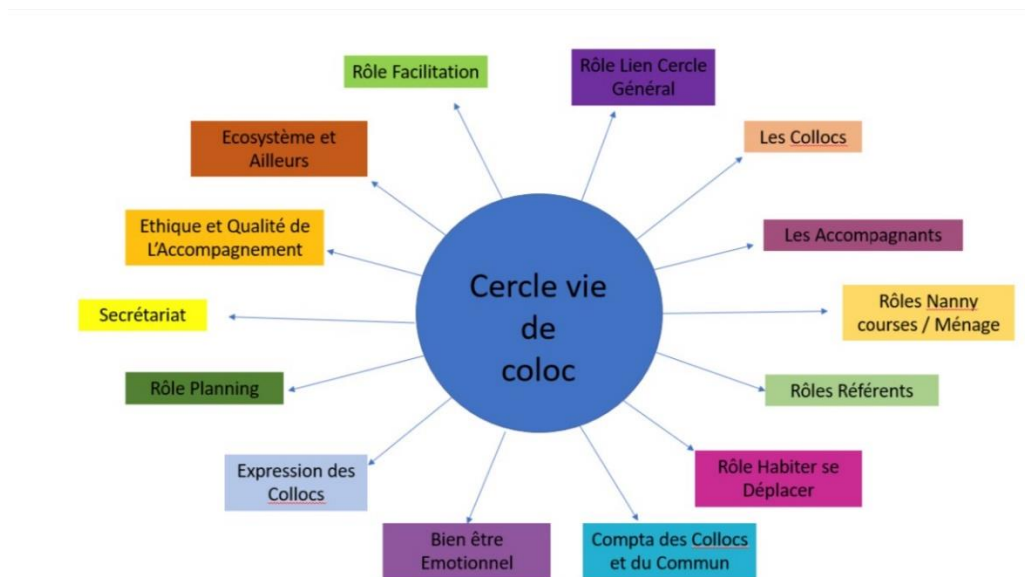 Rôle Facilitation
Rôle Lien Cercle
Général
Ecosystème et
Ailleurs
Les Collocs
Ethique et Qualité de
L'Accompagnement
Les Accompagnants
Cercle vie
de
coloc
Secrétariat
Rôles Nanny
courses / Ménage
Rôle Planning
Rôles Référents
Expression des
Collocs
Rôle Habiter se
Déplacer
Bien être
Emotionnel
Compta des Collocs
et du Commun